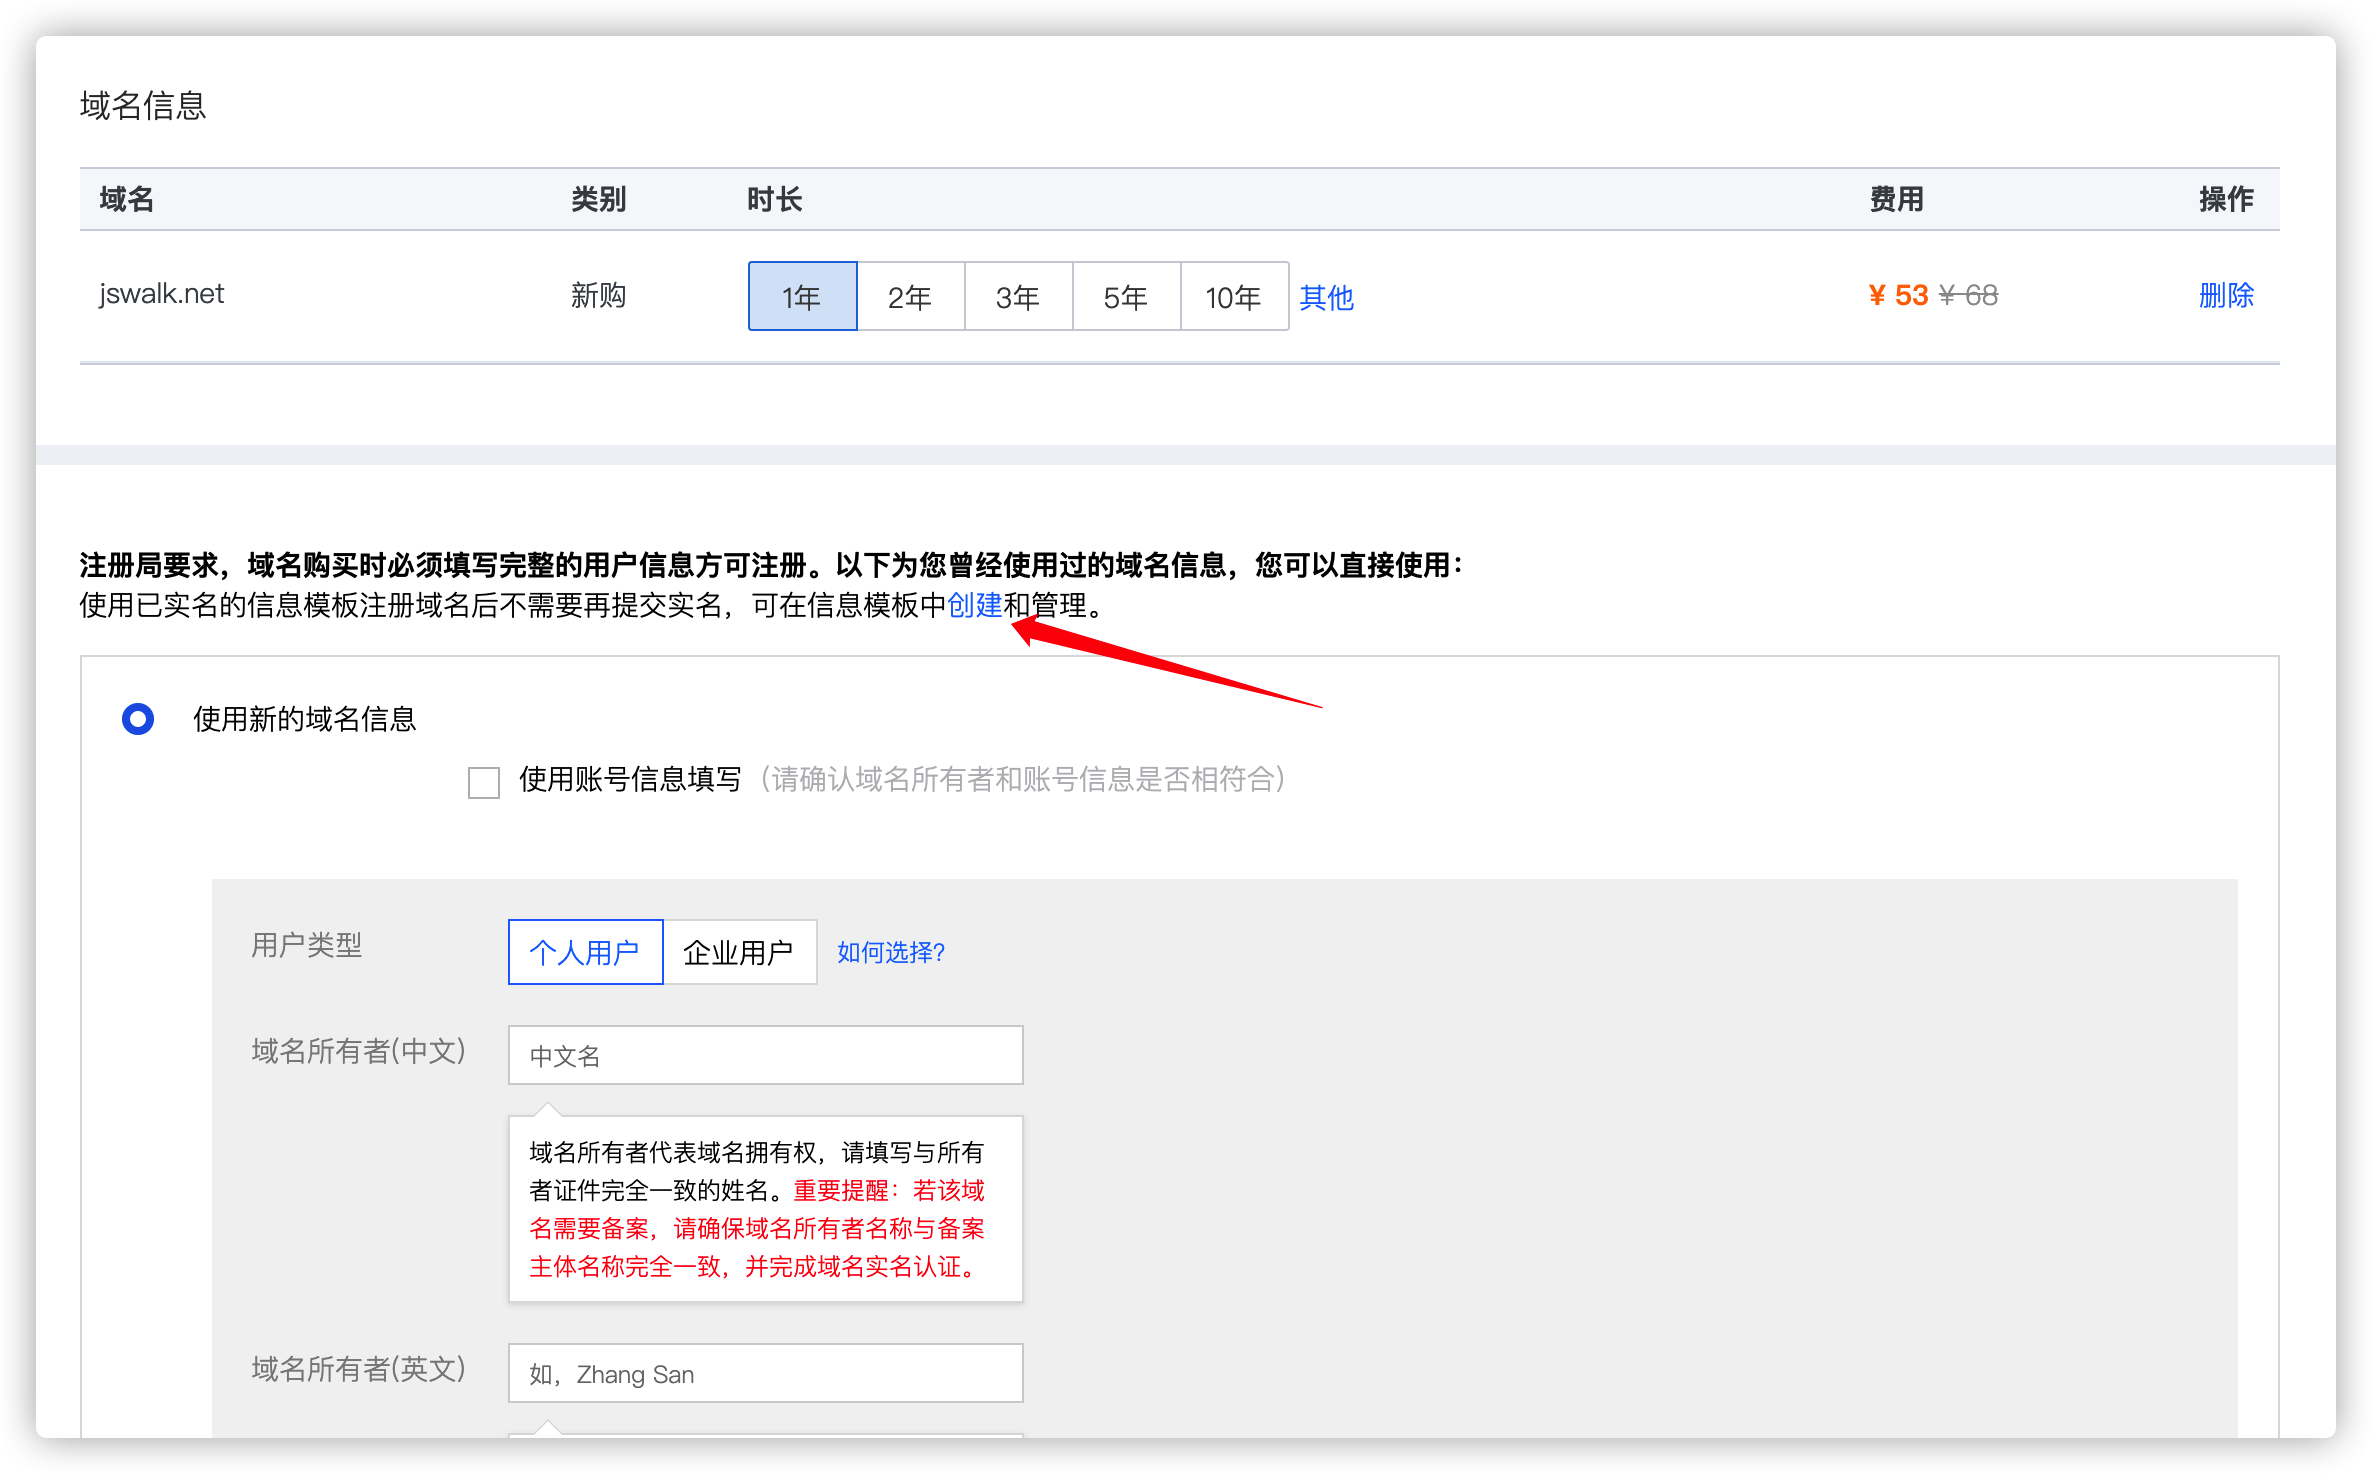 域名信息
域名 类别 时长 费用 操作
jswalk.net 新购 1年 2年 3年 5年 10年 其他 ¥ 53 ¥ 68 删除
注册局要求，域名购买时必须填写完整的用户信息方可注册。以下为您曾经使用过的域名信息，您可以直接使用：
使用已实名的信息模板注册域名后不需要再提交实名，可在信息模板中创建和管理。
使用新的域名信息
使用账号信息填写（请确认域名所有者和账号信息是否相符合）
用户类型 个人用户 企业用户 如何选择?
域名所有者(中文) 中文名
域名所有者代表域名拥有权，请填写与所有
者证件完全一致的姓名。重要提醒：若该域
名需要备案，请确保域名所有者名称与备案
主体名称完全一致，并完成域名实名认证。
域名所有者(英文) 如，Zhang San